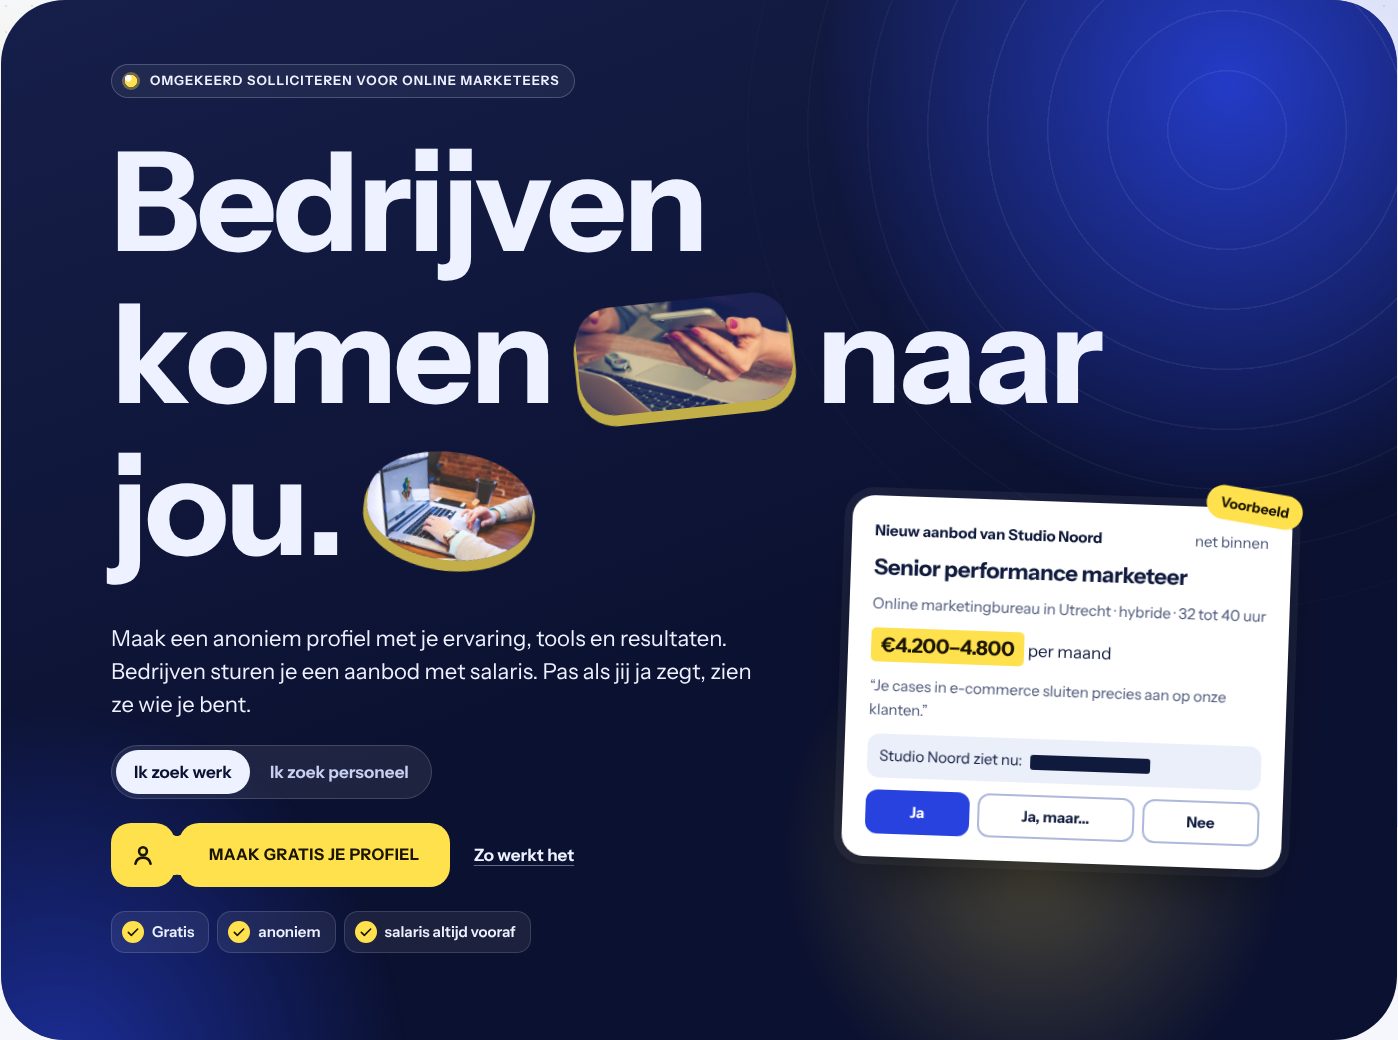 OMGEKEERD SOLLICITEREN VOOR ONLINE MARKETEERS
Bedrijven
komen naar
jou.
Maak een anoniem profiel met je ervaring, tools en resultaten.
Bedrijven sturen je een aanbod met salaris. Pas als jij ja zegt, zien
ze wie je bent.
Ik zoek werk
Ik zoek personeel
MAAK GRATIS JE PROFIEL
Zo werkt het
Gratis
anoniem
salaris altijd vooraf
Voorbeeld
Nieuw aanbod van Studio Noord
net binnen
Senior performance marketeer
Online marketingbureau in Utrecht · hybride · 32 tot 40 uur
€4.200–4.800 per maand
“Je cases in e-commerce sluiten precies aan op onze
klanten.”
Studio Noord ziet nu:
Ja
Ja, maar...
Nee